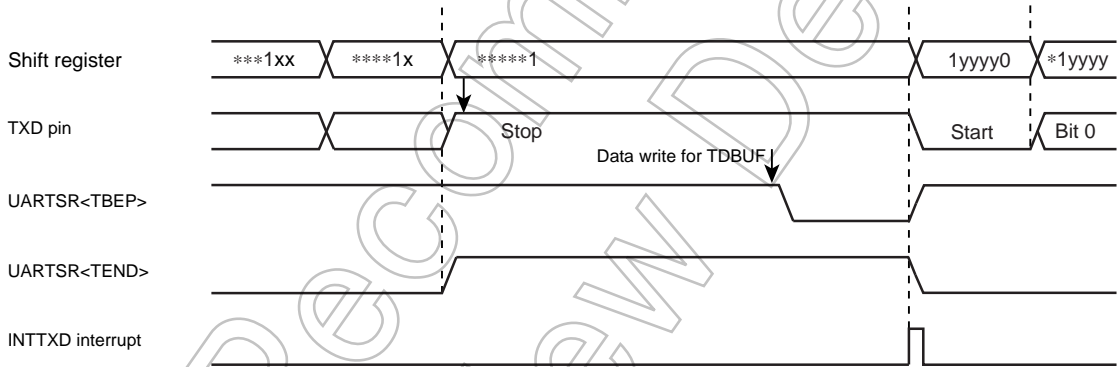 Shift register
***1xx
****1x
*****1
1yyyy0
*1yyyy
TXD pin
Stop
Start
Bit 0
Data write for TDBUF
UARTSR<TBEP>
UARTSR<TEND>
INTTXD interrupt